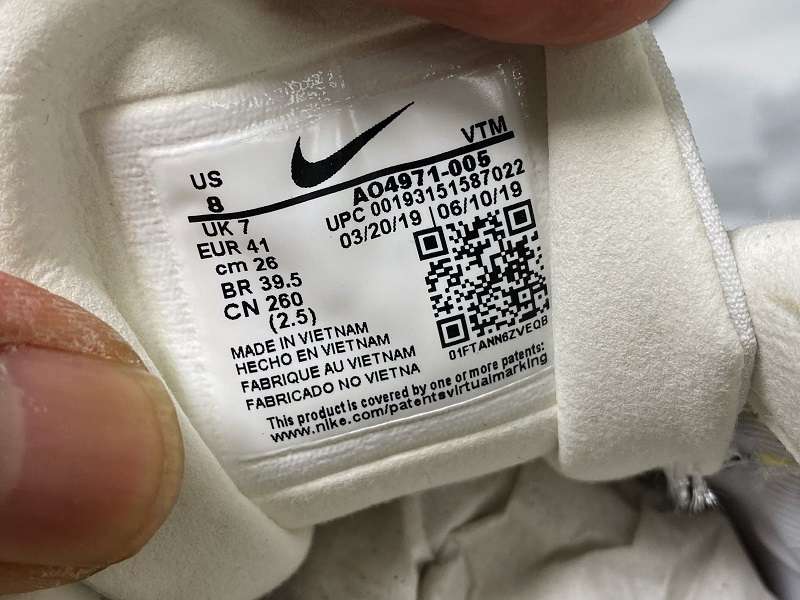 US
8
UK 7
EUR 41
cm 26
BR 39.5
CN 260
(2.5)
VTM
AO4971-005
UPC 00193151587022
03/20/19 | 06/10/19
01FTANN6ZVEQB
MADE IN VIETNAM
HECHO EN VIETNAM
FABRIQUE AU VIETNAM
FABRICADO NO VIETNA
This product is covered by one or more patents:
www.nike.com/patentsvirtualmarking